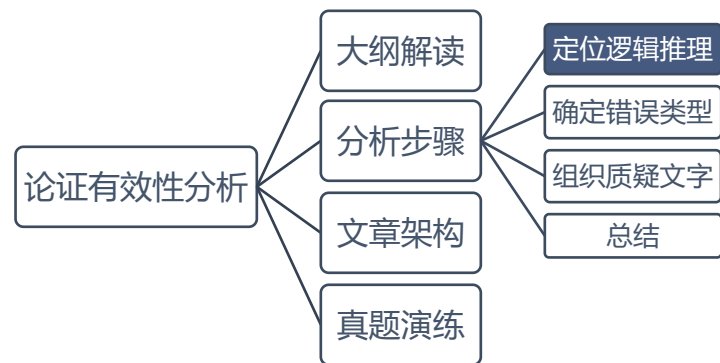 论证有效性分析
大纲解读
分析步骤
文章架构
真题演练
定位逻辑推理
确定错误类型
组织质疑文字
总结